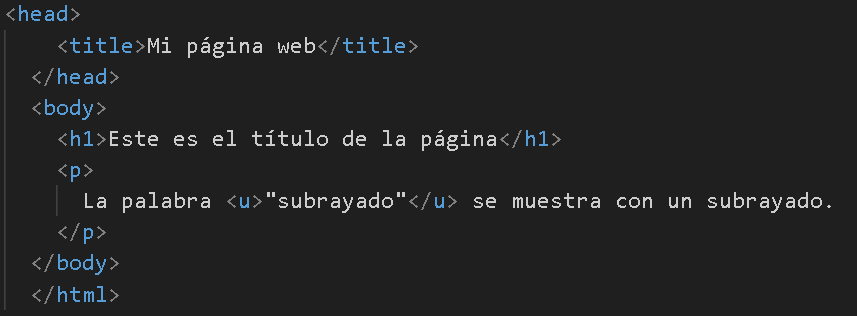 <head>
<title>Mi página web</title>
</head>
<body>
<h1>Este es el título de la página</h1>
<p>
La palabra <u>"subrayado"</u> se muestra con un subrayado.
</p>
</body>
</html>